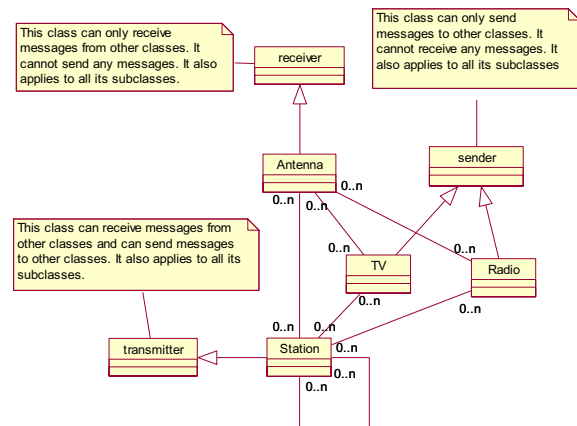 This class can only receive
messages from other classes. It
cannot send any messages. It also
applies to all its subclasses.
This class can only send
messages to other classes. It
cannot receive any messages. It
also applies to all its subclasses
receiver
Antenna
sender
0..n
0..n
0..n
This class can receive messages from
other classes and can send messages
to other classes. It also applies to all its
subclasses.
0..n
0..n
TV
Radio
0..n
0..n
0..n
0..n
transmitter
Station
0..n
0..n
0..n